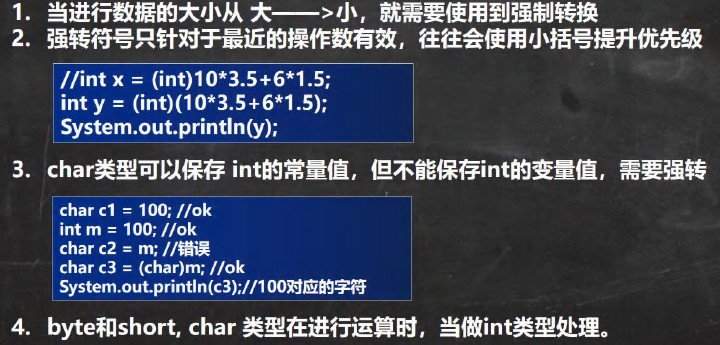 1. 当进行数据的大小从 大——>小，就需要使用到强制转换
2. 强转符号只针对于最近的操作数有效，往往会使用小括号提升优先级
//int x = (int)10*3.5+6*1.5;
int y = (int)(10*3.5+6*1.5);
System.out.println(y);
3. char类型可以保存 int的常量值，但不能保存int的变量值，需要强转
char c1 = 100; //ok
int m = 100; //ok
char c2 = m; //错误
char c3 = (char)m; //ok
System.out.println(c3);//100对应的字符
4. byte和short, char 类型在进行运算时，当做int类型处理。